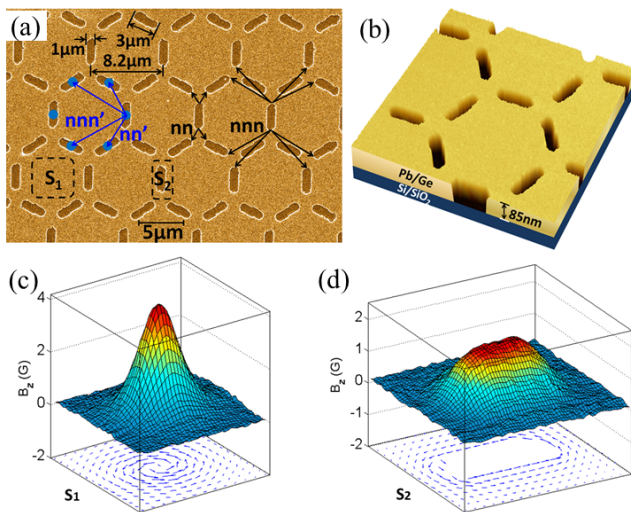 (a)
1μm
3μm
8.2μm
nnn'
nn'
nn
nnn
S1
S2
5μm
(b)
Pb/Ge
Si/SiO2
85nm
(c)
4
2
0
-2
Bz (G)
S1
(d)
2
1
0
-1
-2
Bz (G)
S2